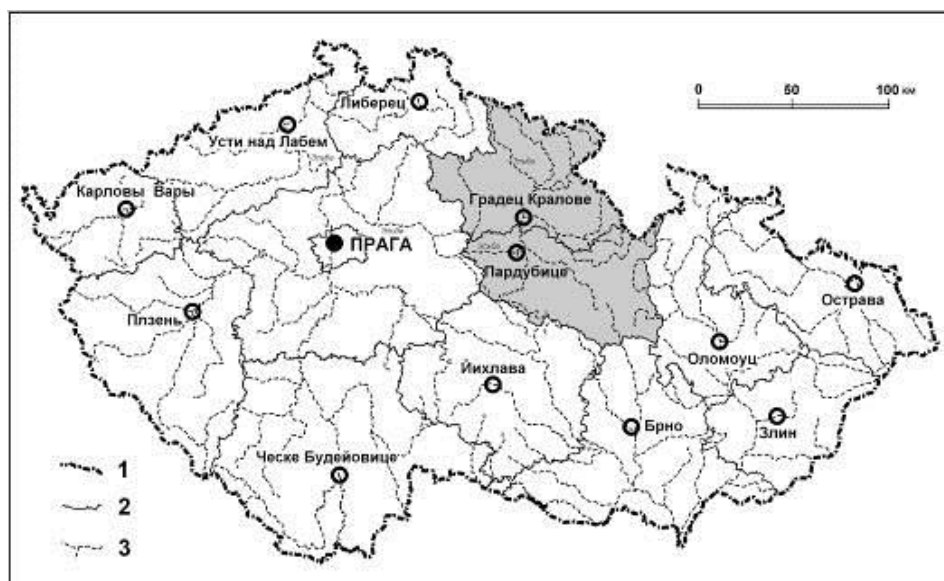 0 50 100 км
Либерец
Усти над Лабем
Карловы Вары
Градец Кралове
ПРАГА
Пардубице
Острава
Плзень
Оломоуц
Йихлава
Злин
Брно
Ческе Будейовице
1
2
3